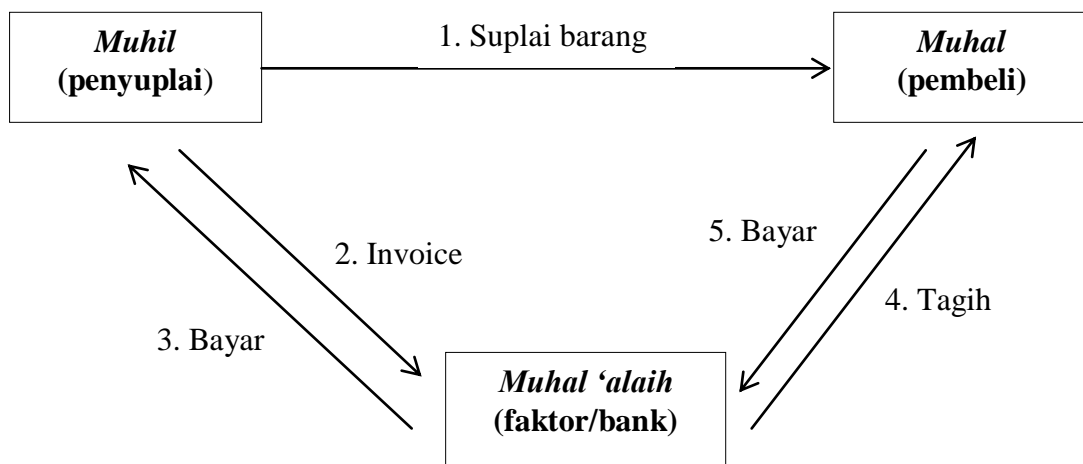 Muhil
(penyuplai)
1. Suplai barang
Muhal
(pembeli)
2. Invoice
3. Bayar
5. Bayar
4. Tagih
Muhal ‘alaih
(faktor/bank)